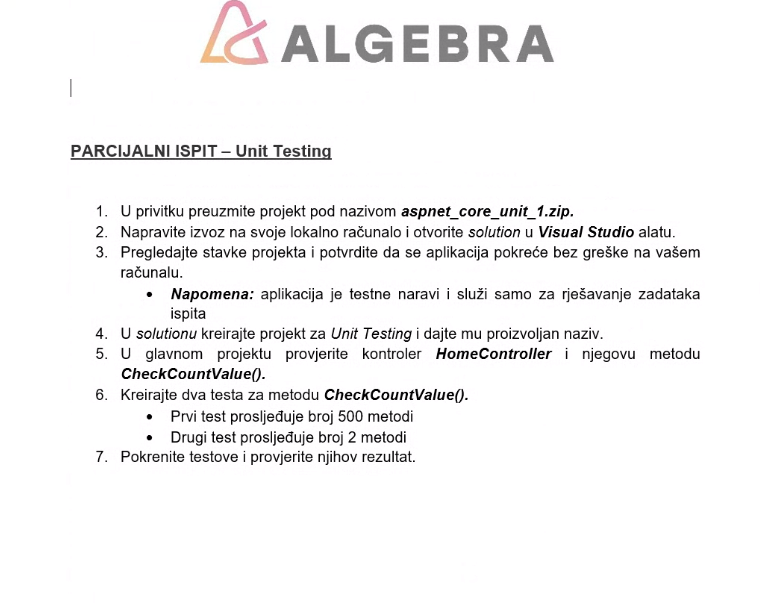 ALGEBRA
PARCIJALNI ISPIT – Unit Testing
1. U privitku preuzmite projekt pod nazivom aspnet_core_unit_1.zip.
2. Napravite izvoz na svoje lokalno računalo i otvorite solution u Visual Studio alatu.
3. Pregledajte stavke projekta i potvrdite da se aplikacija pokreće bez greške na vašem
računalu.
• Napomena: aplikacija je testne naravi i služi samo za rješavanje zadataka
ispita
4. U solutionu kreirajte projekt za Unit Testing i dajte mu proizvoljan naziv.
5. U glavnom projektu provjerite kontroler HomeController i njegovu metodu
CheckCountValue().
6. Kreirajte dva testa za metodu CheckCountValue().
• Prvi test prosljeđuje broj 500 metodi
• Drugi test prosljeđuje broj 2 metodi
7. Pokrenite testove i provjerite njihov rezultat.